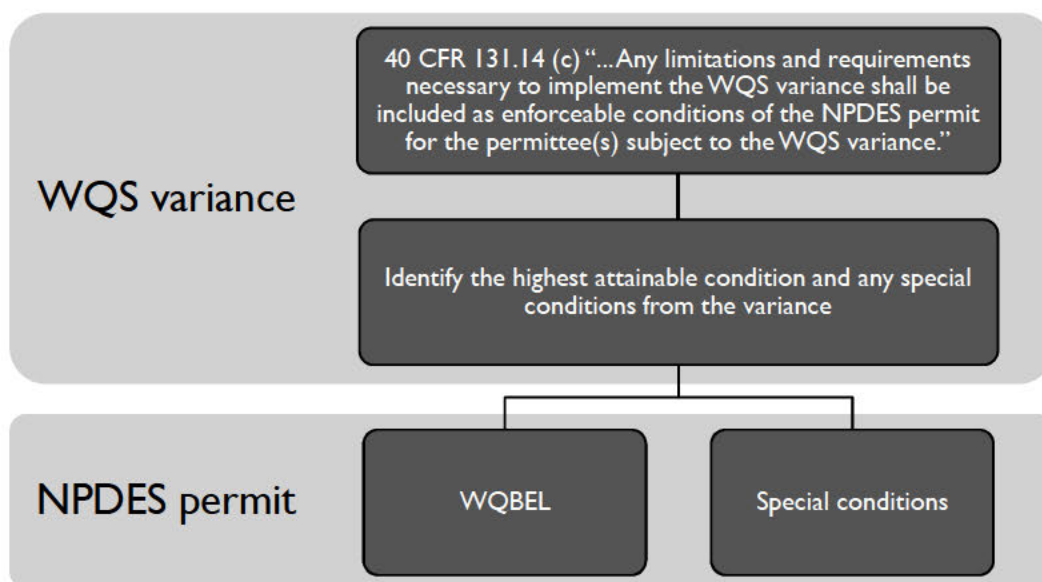 WQS variance
40 CFR 131.14 (c) “...Any limitations and requirements
necessary to implement the WQS variance shall be
included as enforceable conditions of the NPDES permit
for the permittee(s) subject to the WQS variance.”
Identify the highest attainable condition and any special
conditions from the variance
NPDES permit
WQBEL
Special conditions